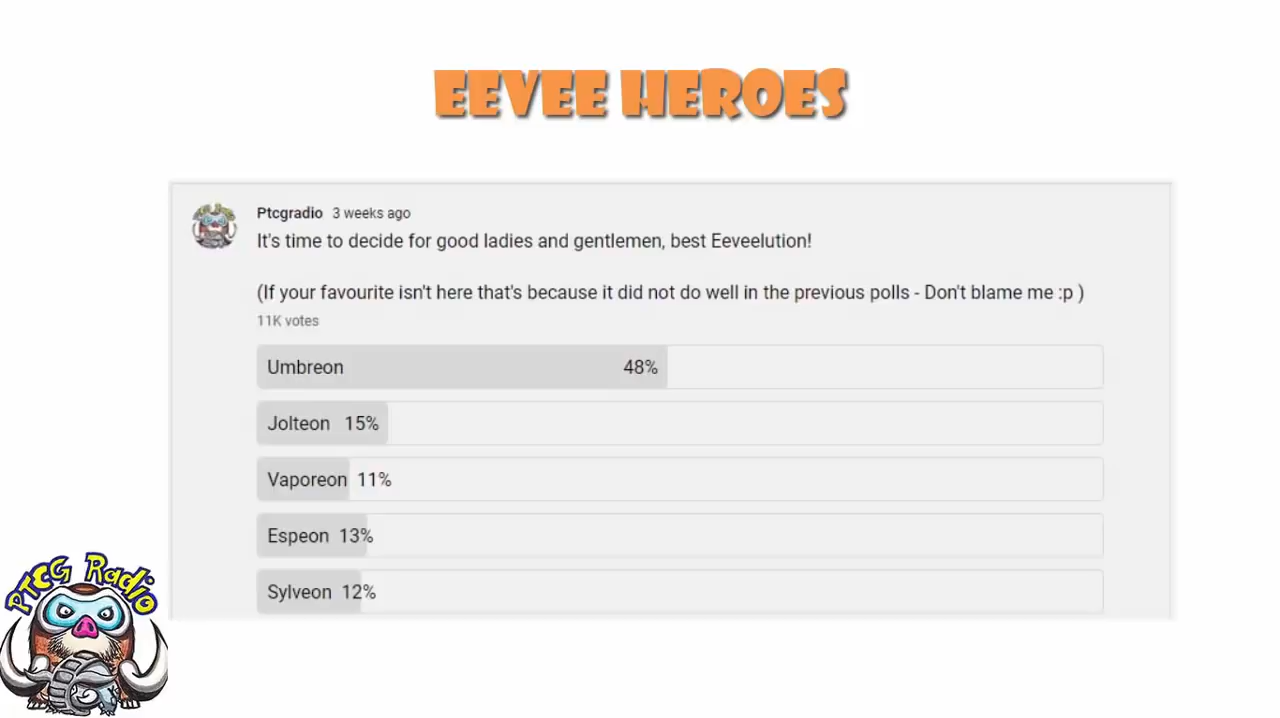 EEVEE HEROES
Ptcgradio 3 weeks ago
It's time to decide for good ladies and gentlemen, best Eeveelution!
(If your favourite isn't here that's because it did not do well in the previous polls - Don't blame me :p )
11K votes
Umbreon 48%
Jolteon 15%
Vaporeon 11%
Espeon 13%
Sylveon 12%
PTCG Radio